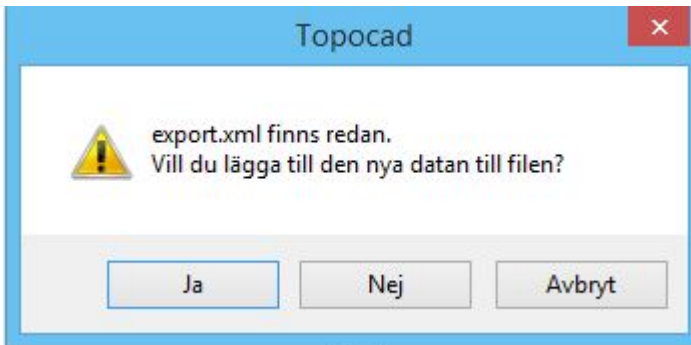 Topocad
export.xml finns redan.
Vill du lägga till den nya datan till filen?
Ja
Nej
Avbryt